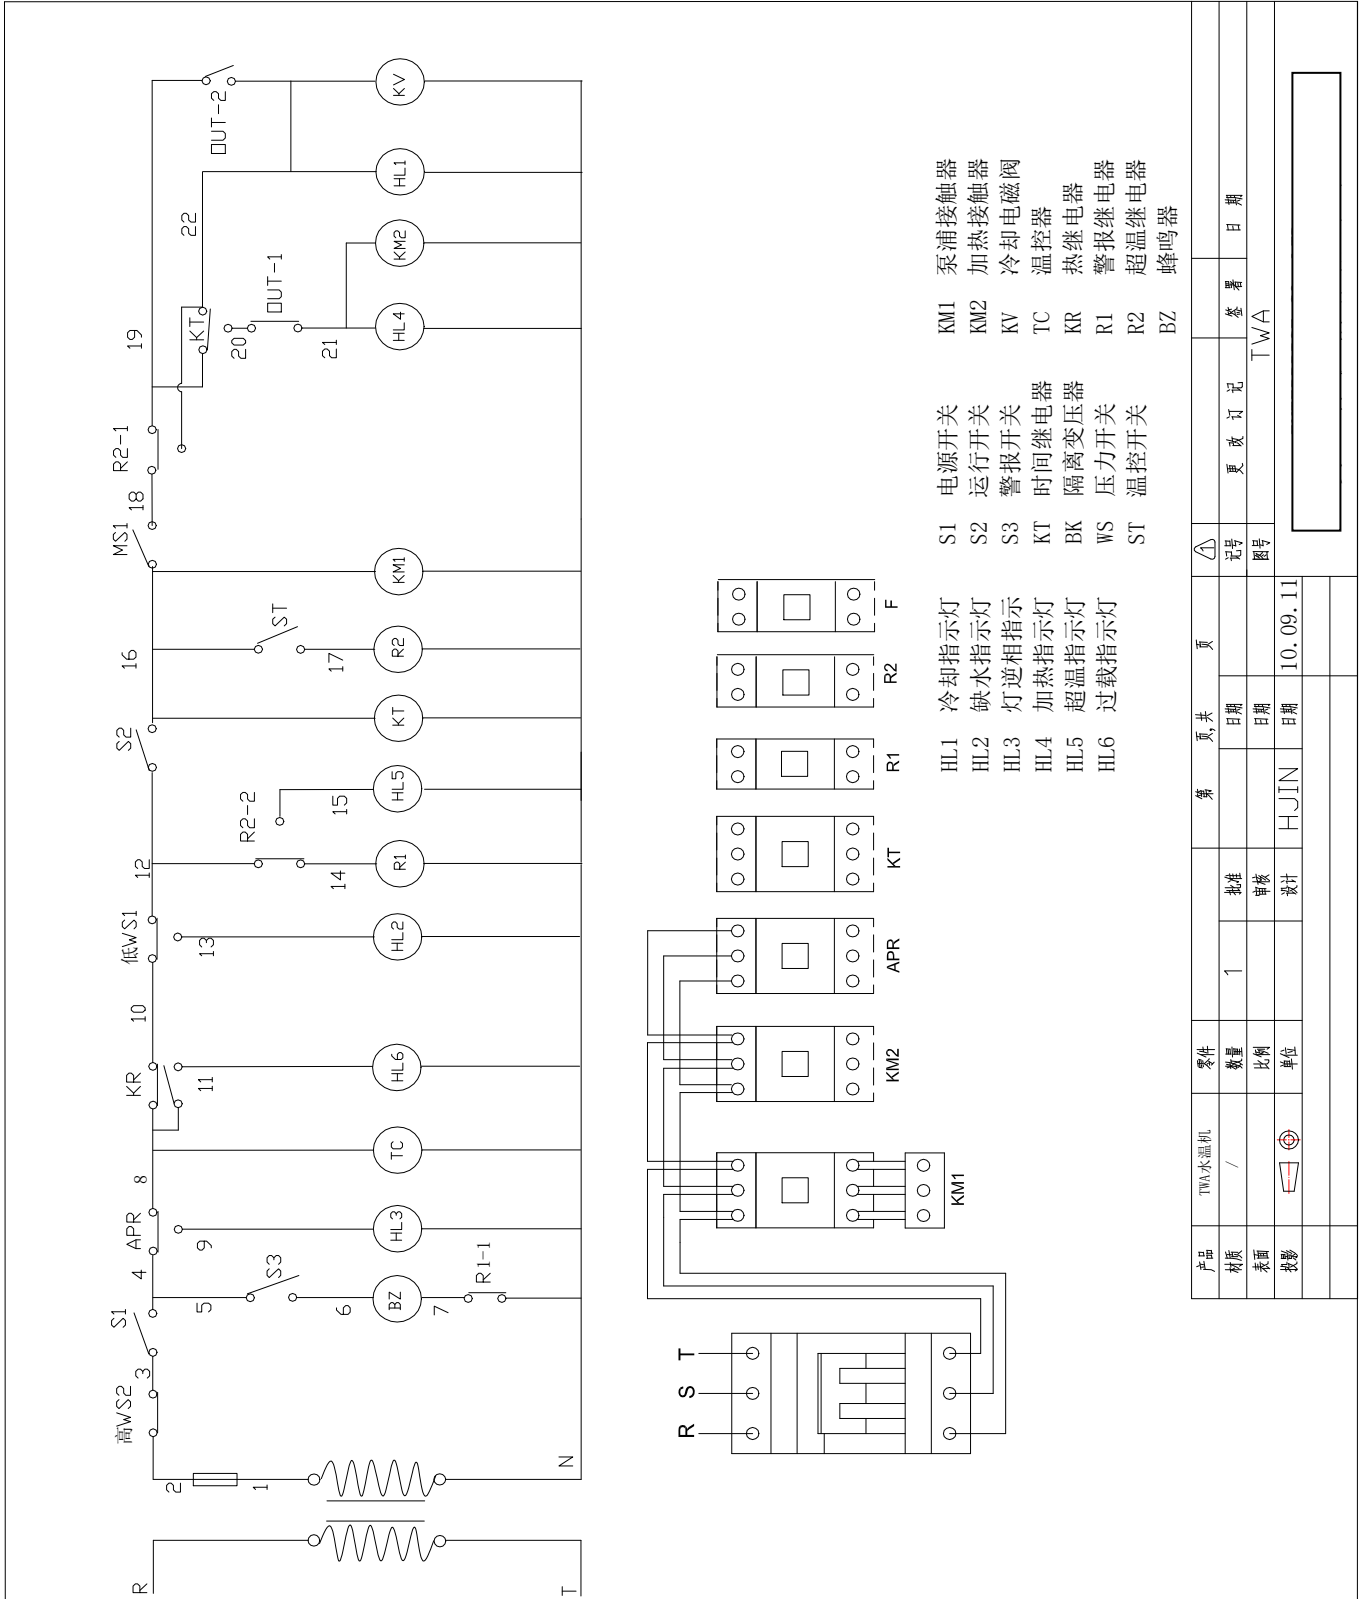 R
T
N
1
2
高WS2
3
S1
4
5
S3
6
BZ
7
R1-1
APR
9
HL3
8
TC
KR
11
HL6
10
低WS1
13
HL2
12
14
R1
R2-2
15
HL5
S2
KT
16
ST
17
R2
KM1
MS1
18
R2-1
19
KT
20
OUT-1
21
HL4
KM2
22
HL1
OUT-2
KV
R S T
KM1
KM2
APR
KT
R1
R2
F
HL1 冷却指示灯
HL2 缺水指示灯
HL3 灯逆相指示
HL4 加热指示灯
HL5 超温指示灯
HL6 过载指示灯
S1 电源开关
S2 运行开关
S3 警报开关
KT 时间继电器
BK 隔离变压器
WS 压力开关
ST 温控开关
KM1 泵浦接触器
KM2 加热接触器
KV 冷却电磁阀
TC 温控器
KR 热继电器
R1 警报继电器
R2 超温继电器
BZ 蜂鸣器
产品 TWA水温机 零件 第 页,共 页 1
材质 / 数量 1 批准 日期 记号 更改订记 签署 日期
表面 比例 审核 日期 图号 TWA
投影 单位 设计 HJIN 日期 10.09.11